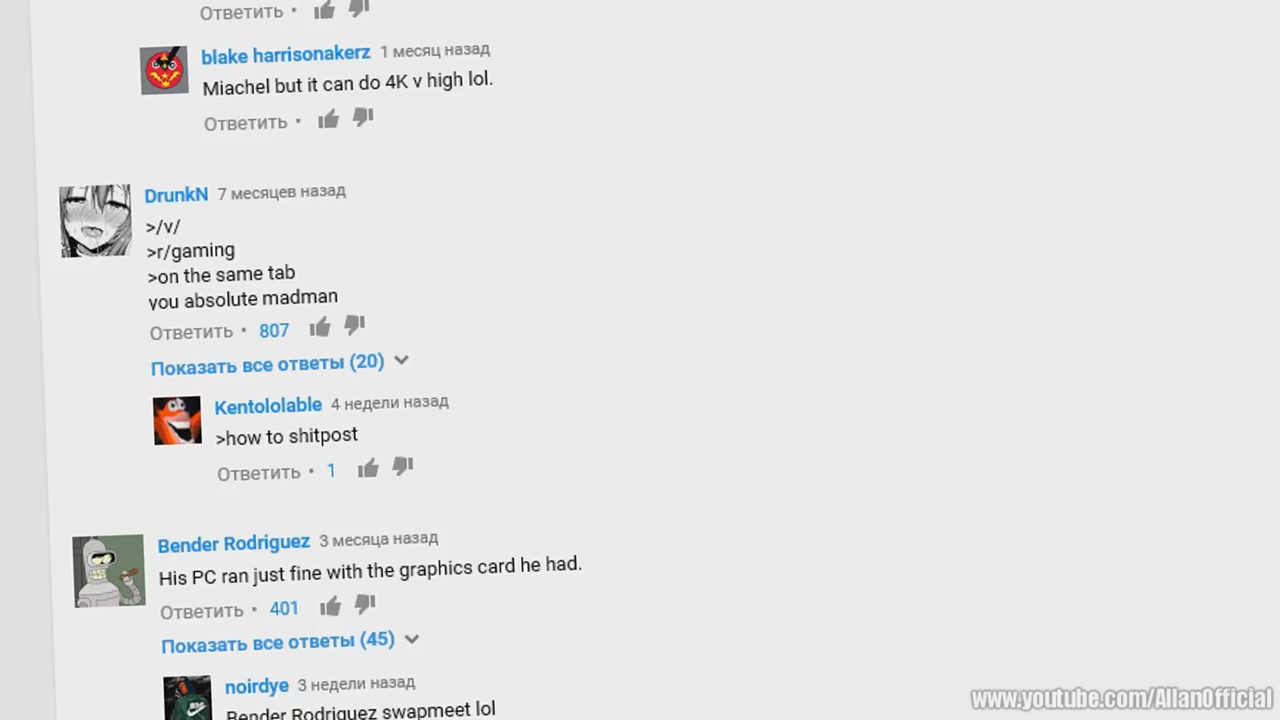 Ответить •
blake harrisonakerz 1 месяц назад
Miachel but it can do 4K v high lol.
Ответить •
DrunkN 7 месяцев назад
>/v/
>r/gaming
>on the same tab
you absolute madman
Ответить • 807
Показать все ответы (20)
Kentololable 4 недели назад
>how to shitpost
Ответить • 1
Bender Rodriguez 3 месяца назад
His PC ran just fine with the graphics card he had.
Ответить • 401
Показать все ответы (45)
noirdye 3 недели назад
Bender Rodriguez swapmeet lol
www.youtube.com/AllanOfficial